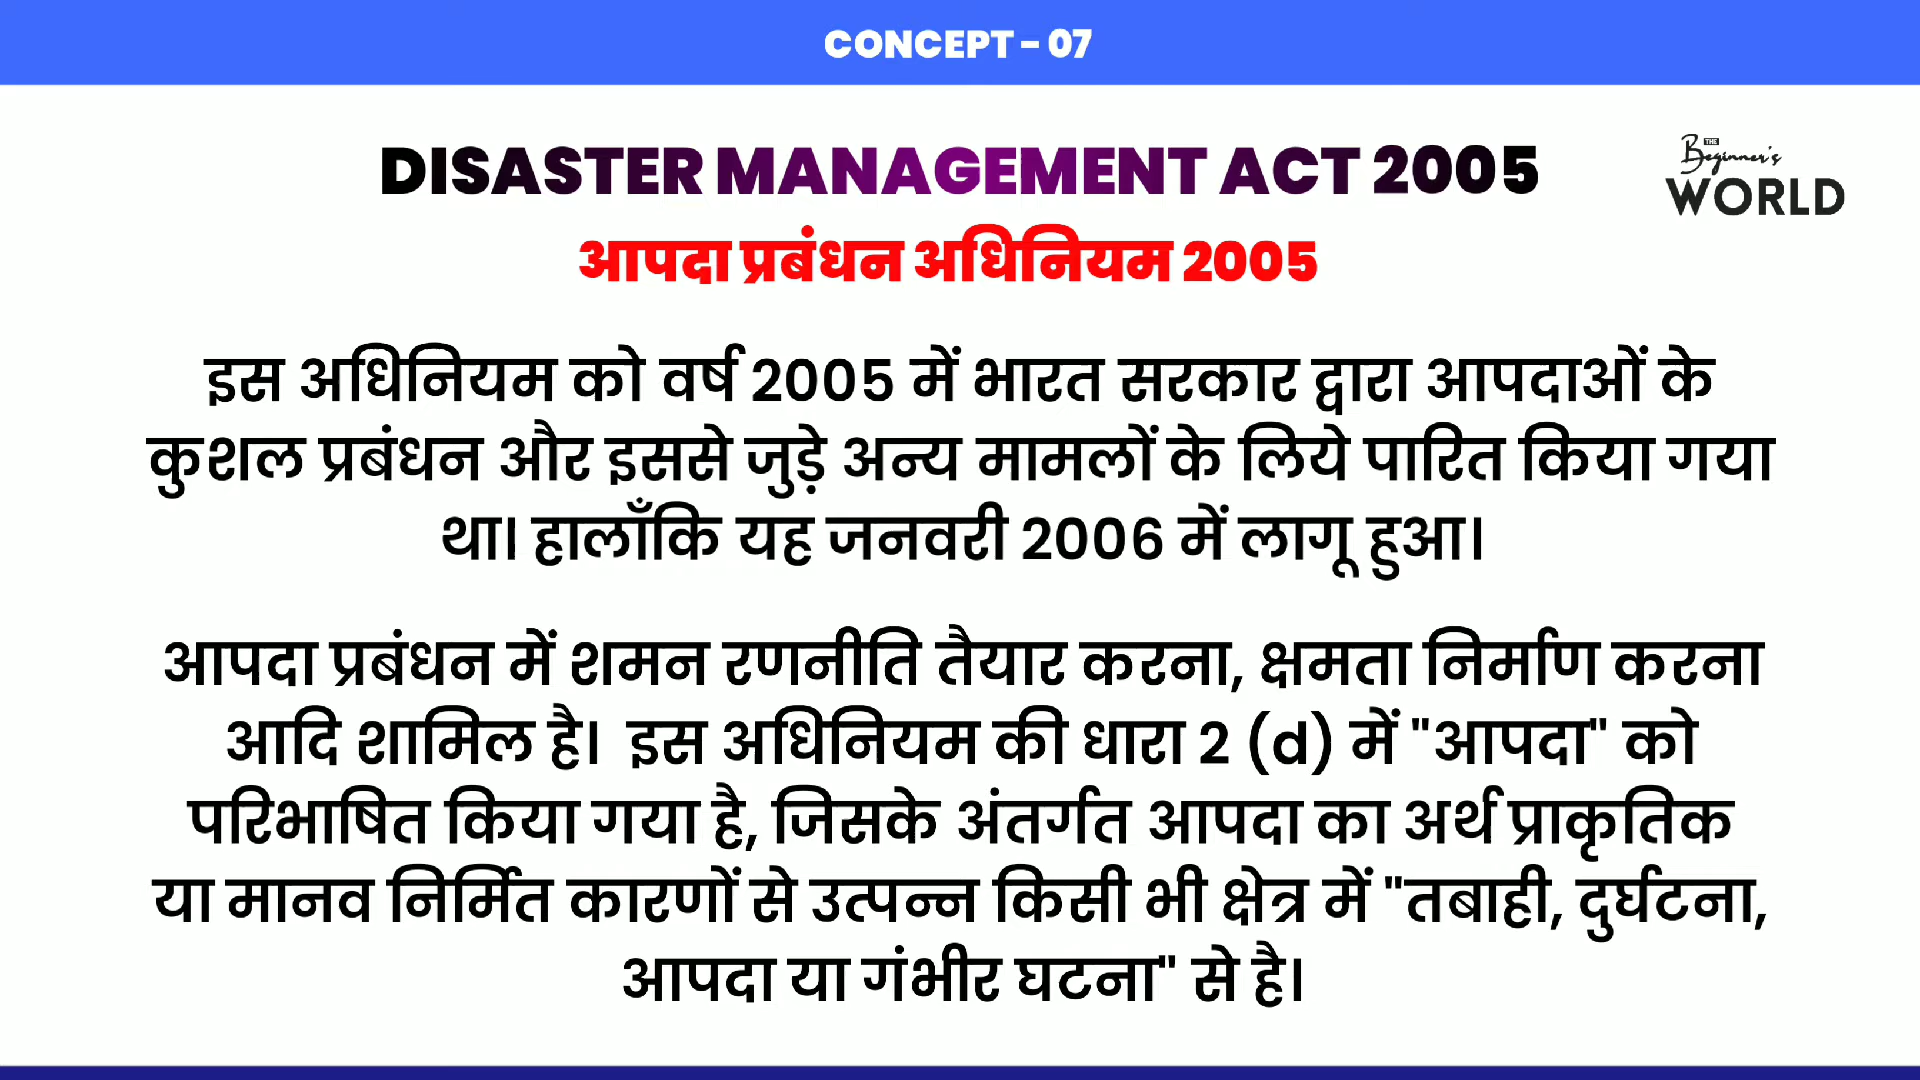 CONCEPT - 07
DISASTER MANAGEMENT ACT 2005
THE
Beginner's
WORLD
आपदा प्रबंधन अधिनियम 2005
इस अधिनियम को वर्ष 2005 में भारत सरकार द्वारा आपदाओं के
कुशल प्रबंधन और इससे जुड़े अन्य मामलों के लिये पारित किया गया
था। हालाँकि यह जनवरी 2006 में लागू हुआ।
आपदा प्रबंधन में शमन रणनीति तैयार करना, क्षमता निर्माण करना
आदि शामिल है। इस अधिनियम की धारा 2 (d) में "आपदा" को
परिभाषित किया गया है, जिसके अंतर्गत आपदा का अर्थ प्राकृतिक
या मानव निर्मित कारणों से उत्पन्न किसी भी क्षेत्र में "तबाही, दुर्घटना,
आपदा या गंभीर घटना" से है।